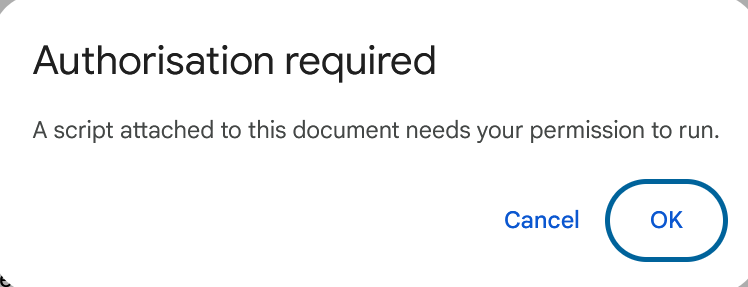 Authorisation required
A script attached to this document needs your permission to run.
Cancel
OK